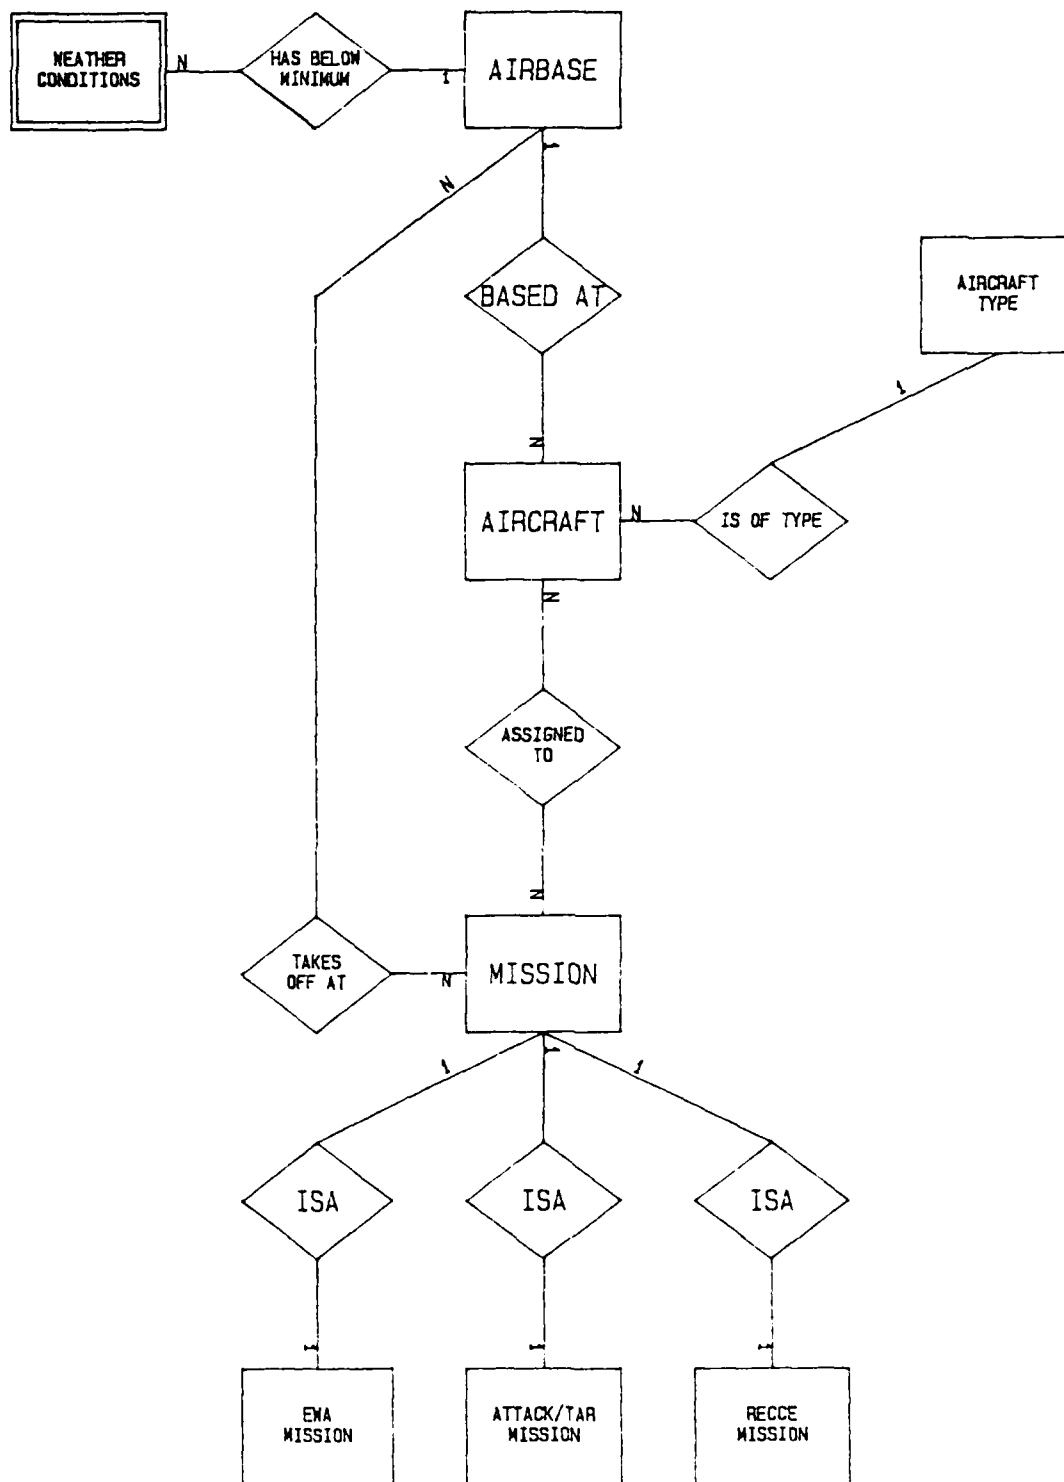 WEATHER
CONDITIONS
N
HAS BELOW
MINIMUM
1
AIRBASE
1
N
BASED AT
AIRCRAFT
TYPE
1
N
AIRCRAFT
N
IS OF TYPE
N
ASSIGNED
TO
N
TAKES
OFF AT
N
MISSION
1
1
1
ISA
ISA
ISA
1
1
1
EWA
MISSION
ATTACK/TAR
MISSION
RECCE
MISSION